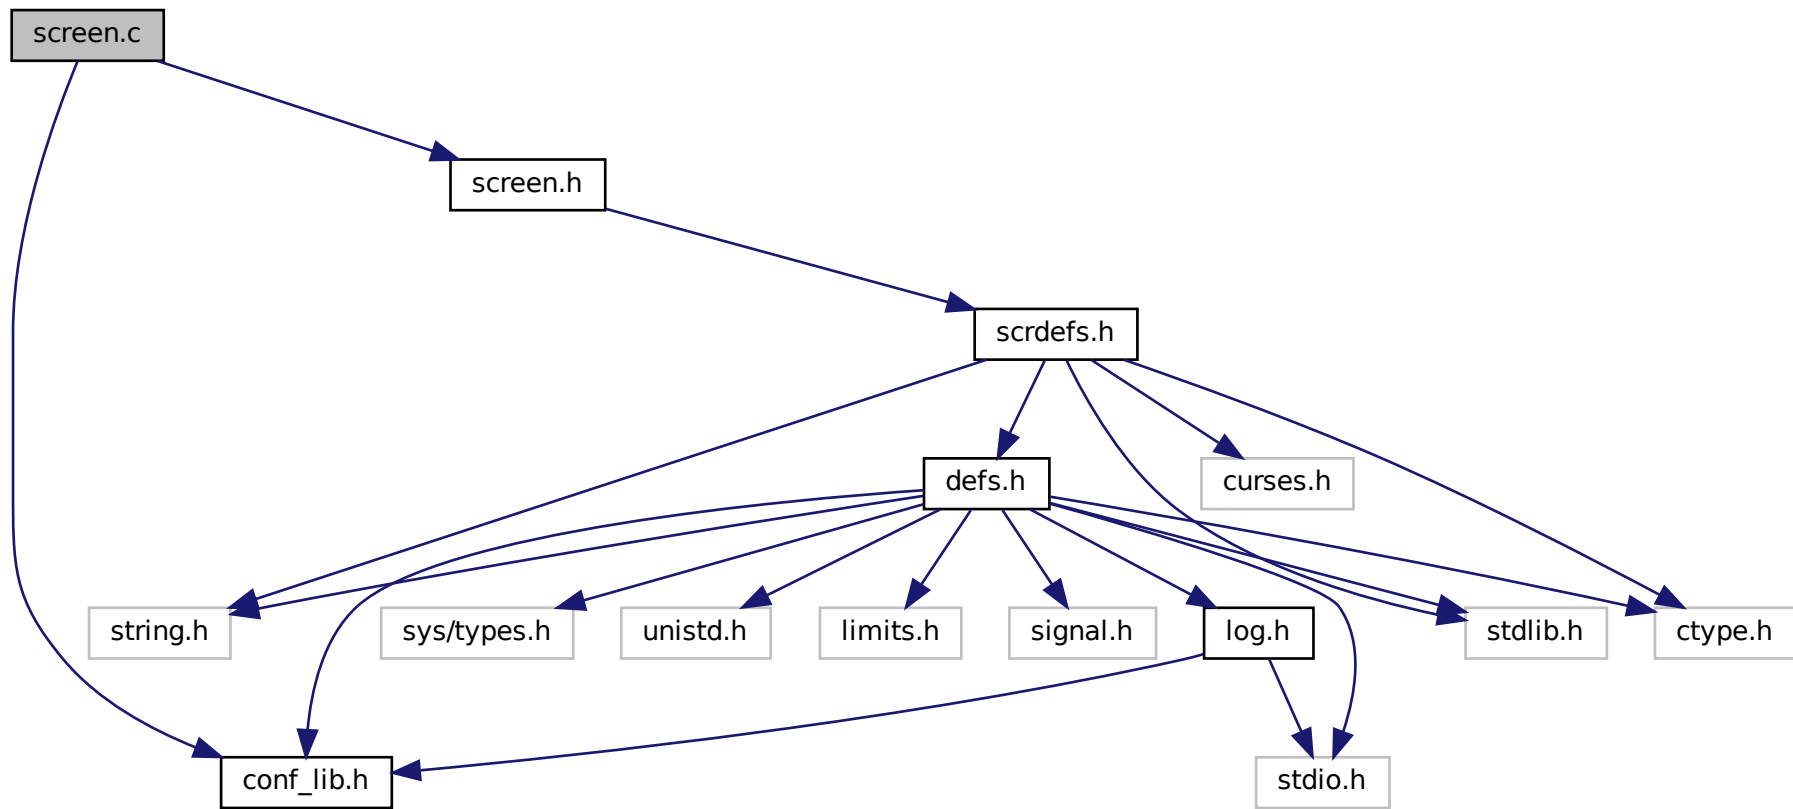 screen.c
screen.h
scrdefs.h
defs.h
curses.h
string.h
sys/types.h
unistd.h
limits.h
signal.h
log.h
stdlib.h
ctype.h
conf_lib.h
stdio.h